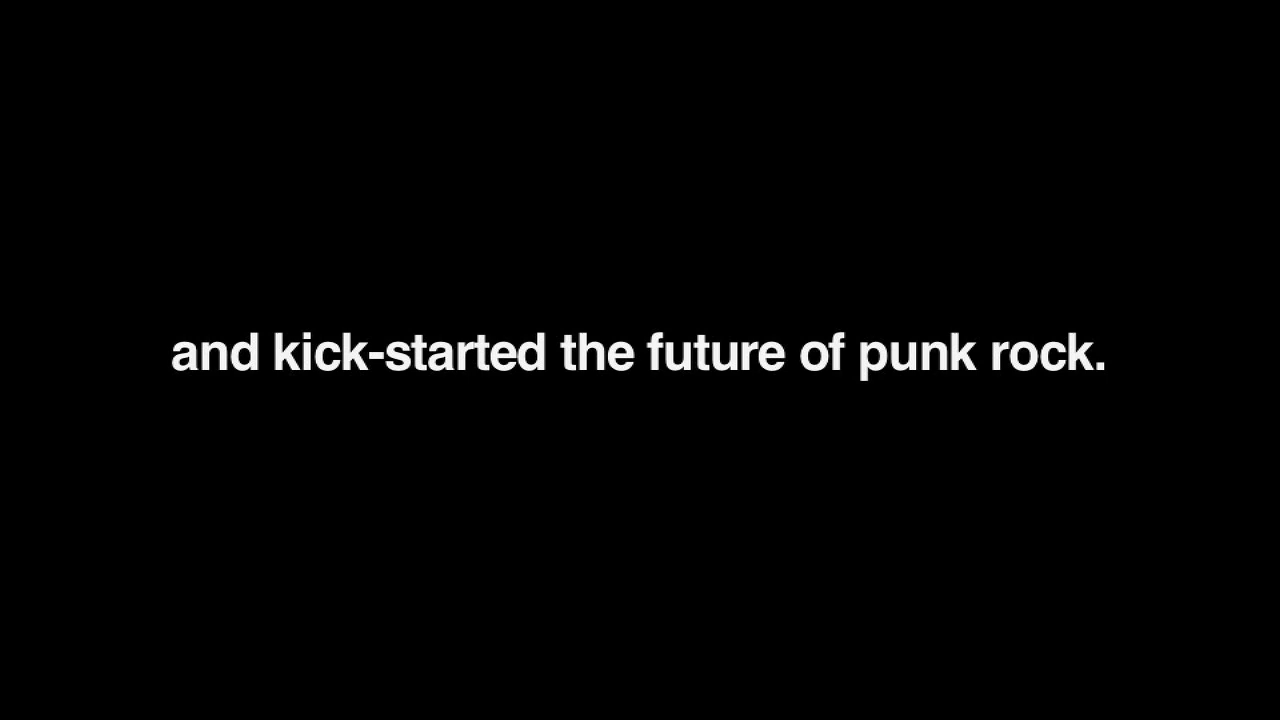 and kick-started the future of punk rock.